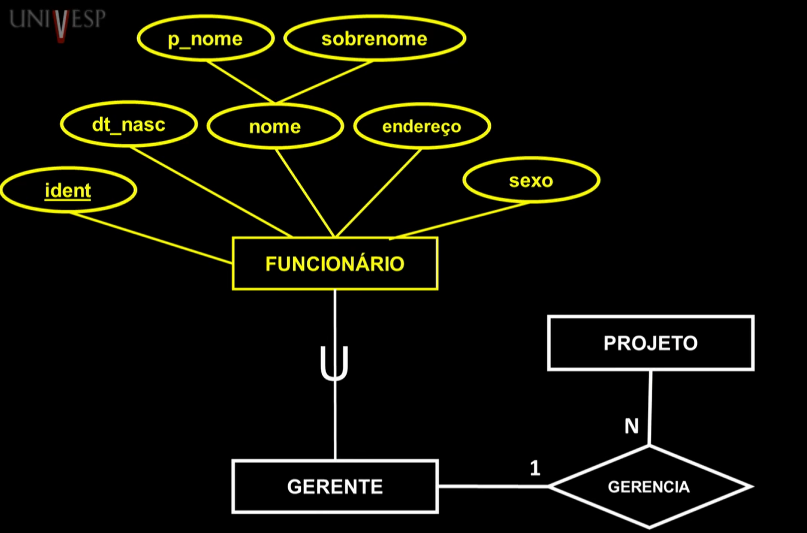 UNIVESP
p_nome
sobrenome
dt_nasc
nome
endereço
ident
sexo
FUNCIONÁRIO
PROJETO
N
GERENTE
1
GERENCIA